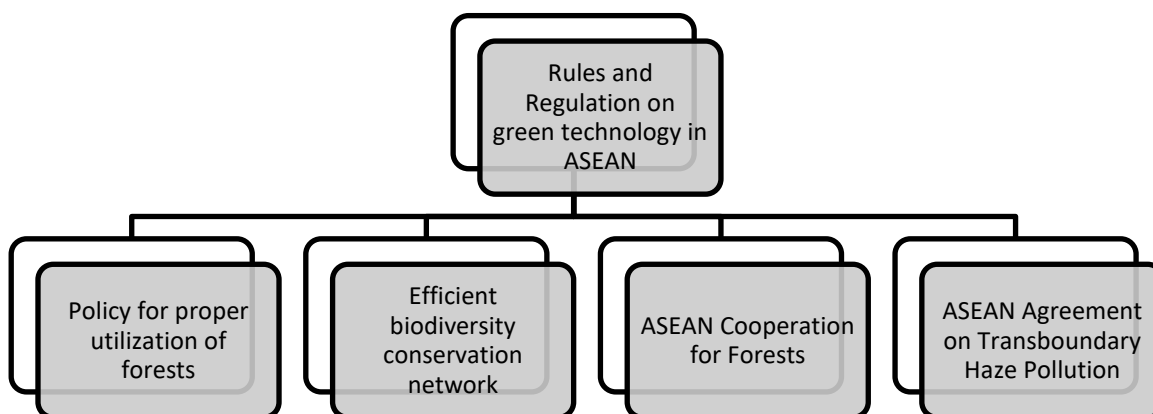 Rules and
Regulation on
green technology in
ASEAN
Policy for proper
utilization of
forests
Efficient
biodiversity
conservation
network
ASEAN Cooperation
for Forests
ASEAN Agreement
on Transboundary
Haze Pollution